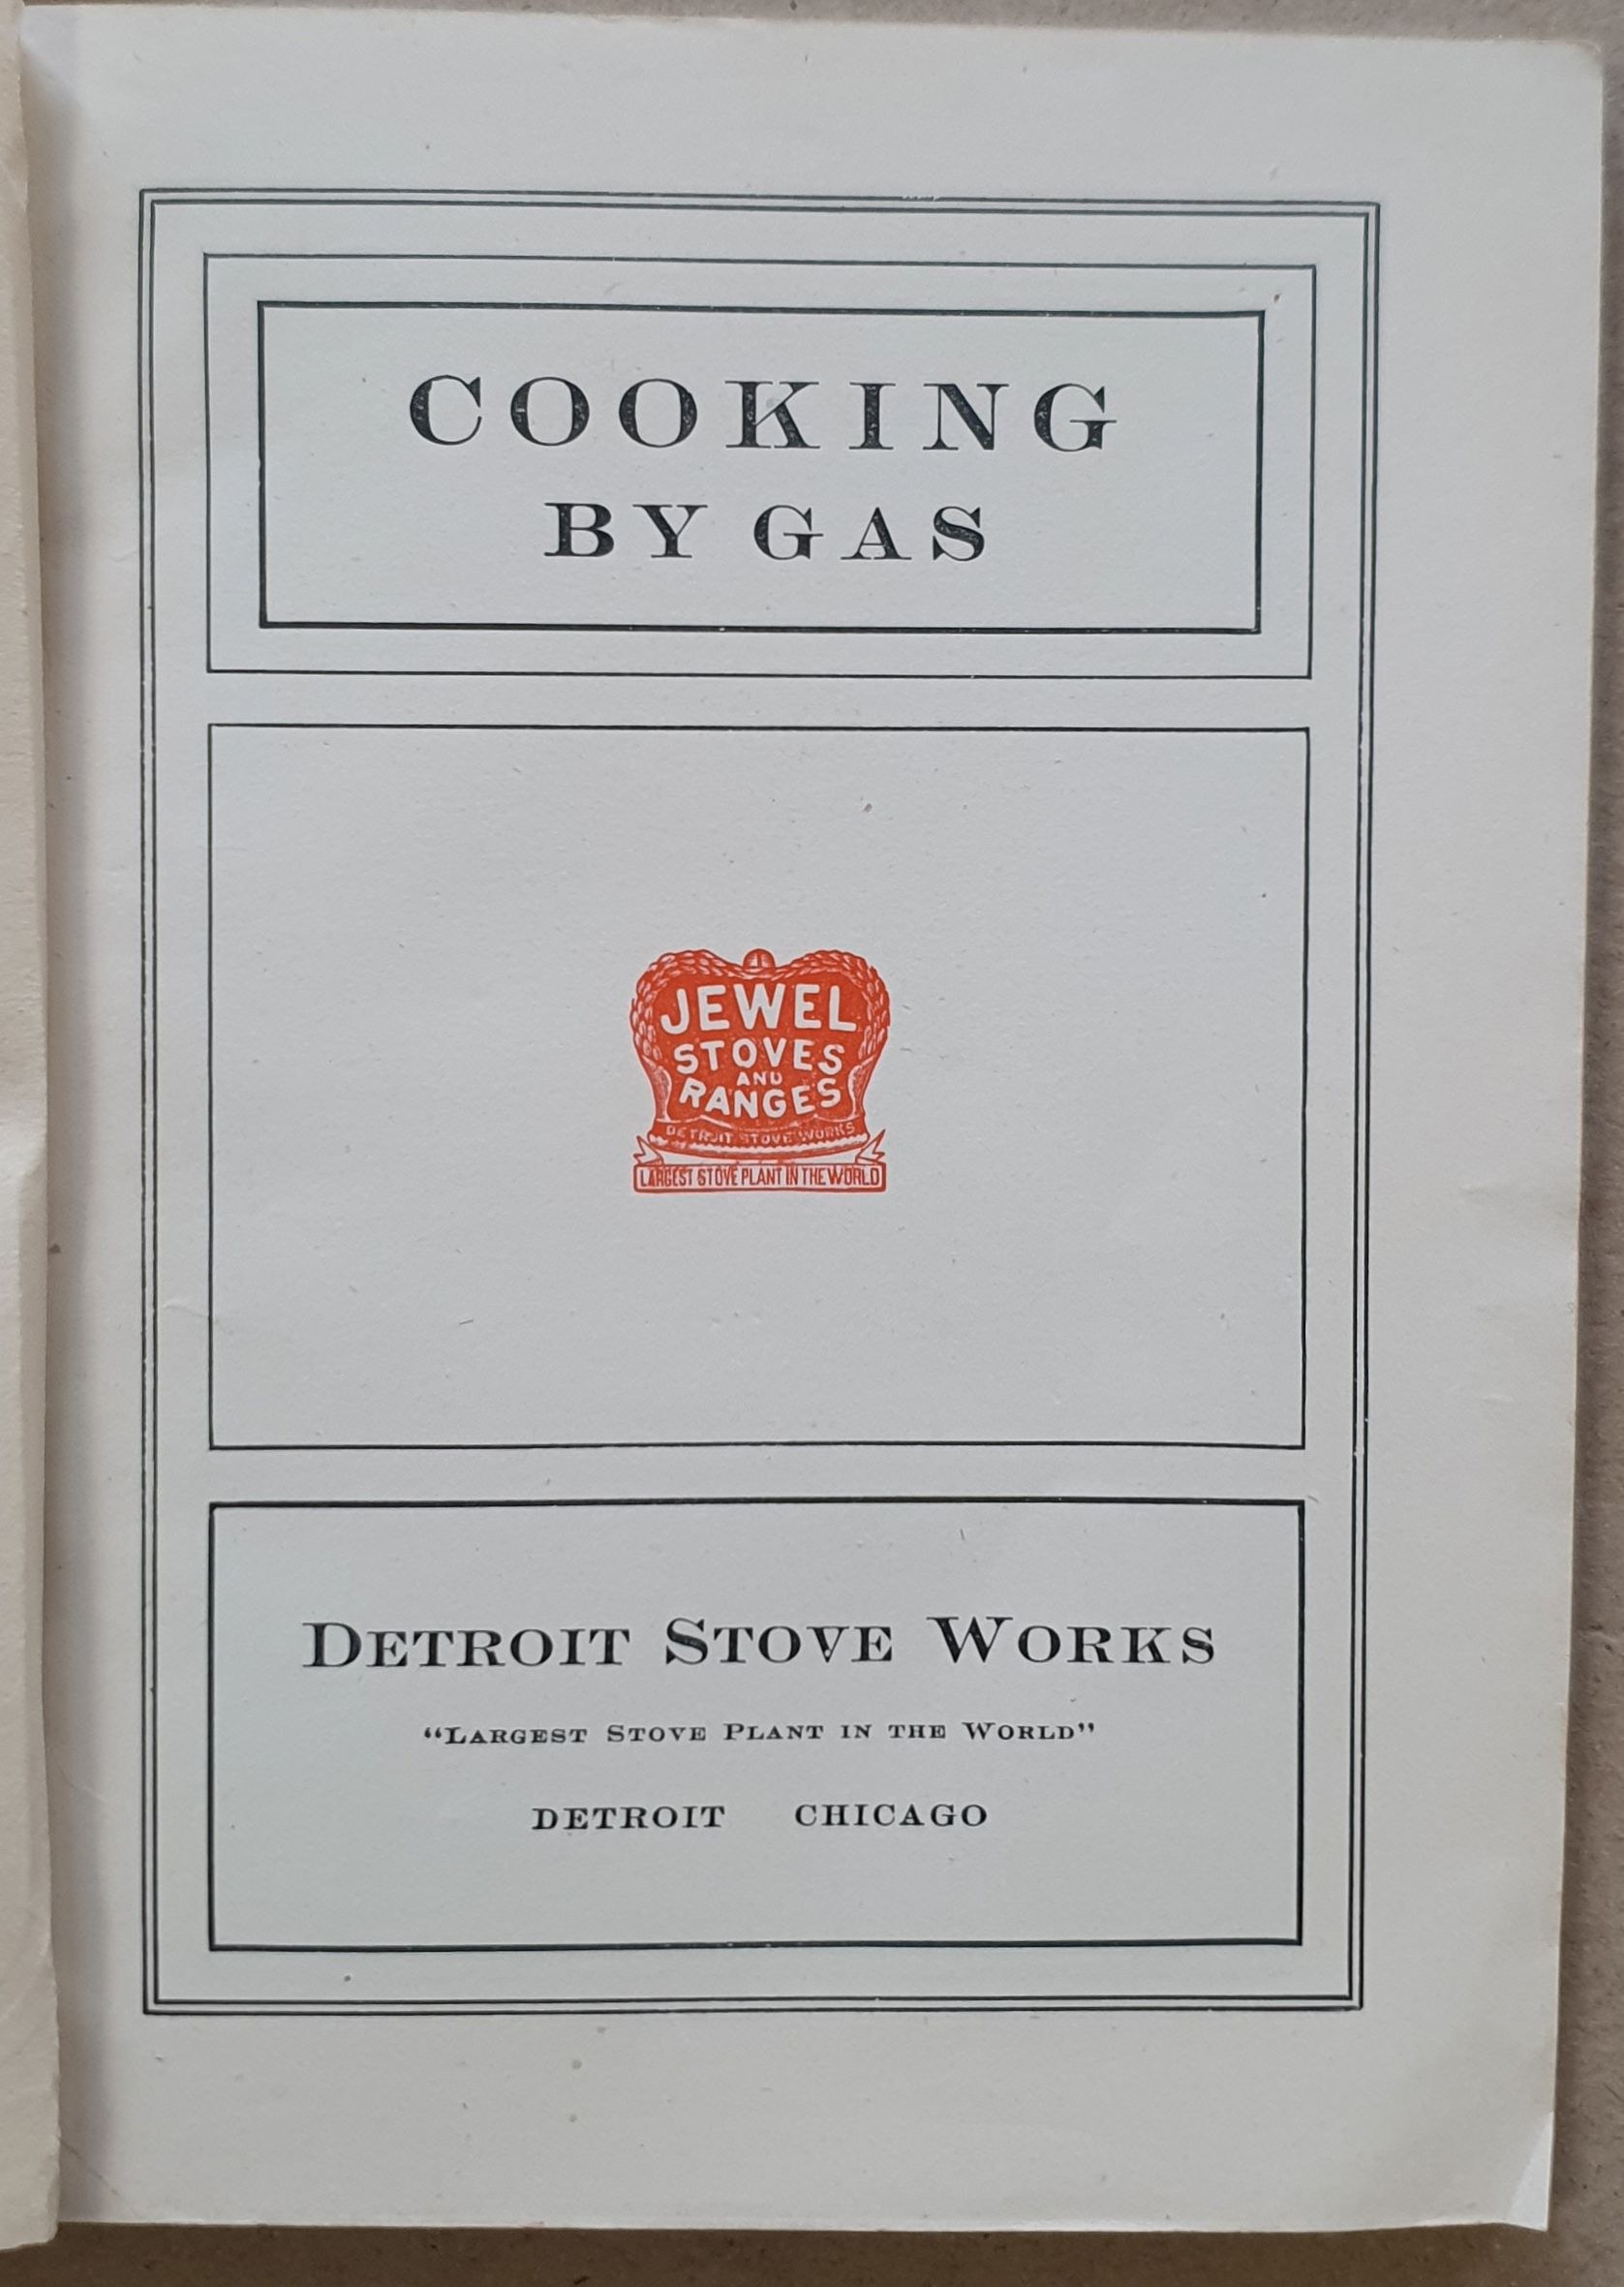 COOKING
BY GAS
JEWEL
STOVES
AND
RANGES
DETROIT STOVE WORKS
LARGEST STOVE PLANT IN THE WORLD
DETROIT STOVE WORKS
“LARGEST STOVE PLANT IN THE WORLD”
DETROIT CHICAGO